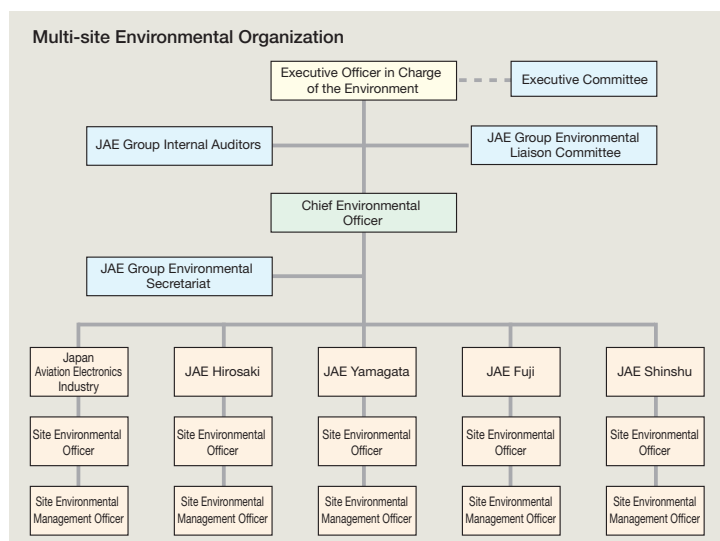 Multi-site Environmental Organization
Executive Officer in Charge
of the Environment
Executive Committee
JAE Group Internal Auditors
JAE Group Environmental
Liaison Committee
Chief Environmental
Officer
JAE Group Environmental
Secretariat
Japan
Aviation Electronics
Industry
JAE Hirosaki
JAE Yamagata
JAE Fuji
JAE Shinshu
Site Environmental
Officer
Site Environmental
Officer
Site Environmental
Officer
Site Environmental
Officer
Site Environmental
Officer
Site Environmental
Management Officer
Site Environmental
Management Officer
Site Environmental
Management Officer
Site Environmental
Management Officer
Site Environmental
Management Officer